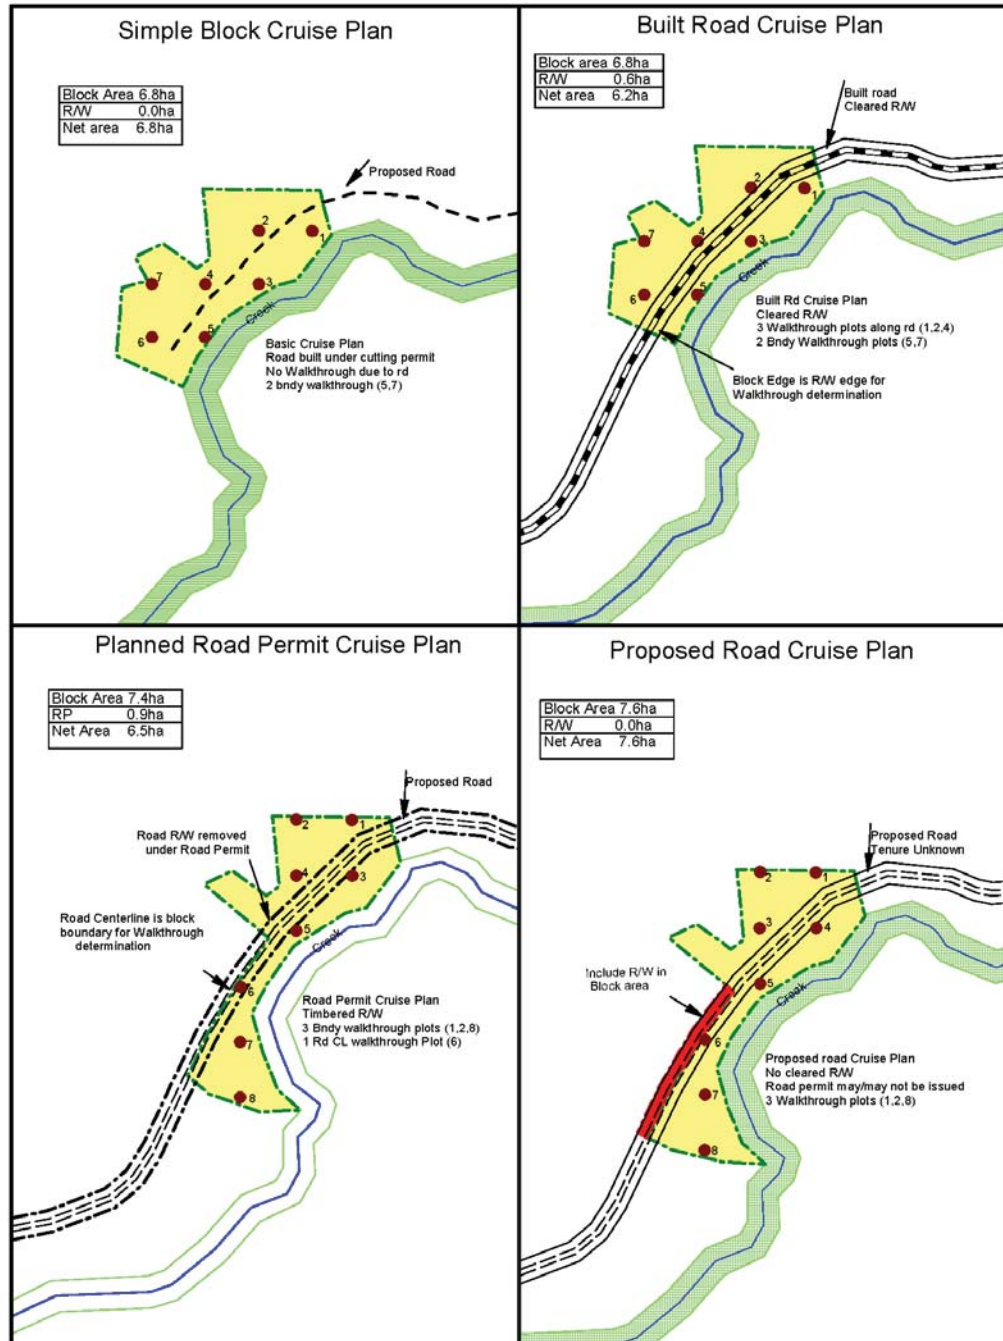 Simple Block Cruise Plan
Block Area 6.8ha
R/W 0.0ha
Net area 6.8ha
Proposed Road
2
1
7
4
3
6
5
Creek
Basic Cruise Plan
Road built under cutting permit
No Walkthrough due to rd
2 bndy walkthrough (5,7)
Built Road Cruise Plan
Block area 6.8ha
R/W 0.6ha
Net area 6.2ha
Built road
Cleared R/W
2
1
7
4
3
6
5
Creek
Built Rd Cruise Plan
Cleared R/W
3 Walkthrough plots along rd (1,2,4)
2 Bndy Walkthrough plots (5,7)
Block Edge is R/W edge for
Walkthrough determination
Planned Road Permit Cruise Plan
Block Area 7.4ha
RP 0.9ha
Net Area 6.5ha
Proposed Road
Road R/W removed
under Road Permit
Road Centerline is block
boundary for Walkthrough
determination
2
1
4
3
5
Creek
6
7
8
Road Permit Cruise Plan
Timbered R/W
3 Bndy walkthrough plots (1,2,8)
1 Rd CL walkthrough Plot (6)
Proposed Road Cruise Plan
Block Area 7.6ha
R/W 0.0ha
Net Area 7.6ha
Proposed Road
Tenure Unknown
2
1
3
4
5
Include R/W in
Block area
Creek
6
7
8
Proposed road Cruise Plan
No cleared R/W
Road permit may/may not be issued
3 Walkthrough plots (1,2,8)